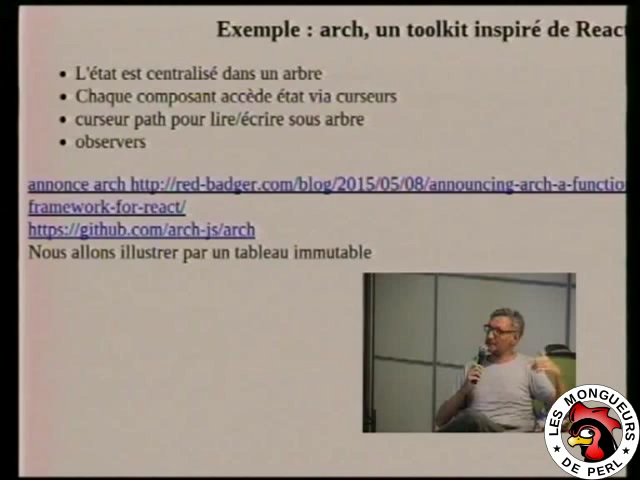 Exemple : arch, un toolkit inspiré de Reac
L'état est centralisé dans un arbre
Chaque composant accède état via curseurs
curseur path pour lire/écrire sous arbre
observers
annonce arch http://red-badger.com/blog/2015/05/08/announcing-arch-a-functio
framework-for-react/
https://github.com/arch-js/arch
Nous allons illustrer par un tableau immutable
LES MONGUEURS
★ DE PERL ★